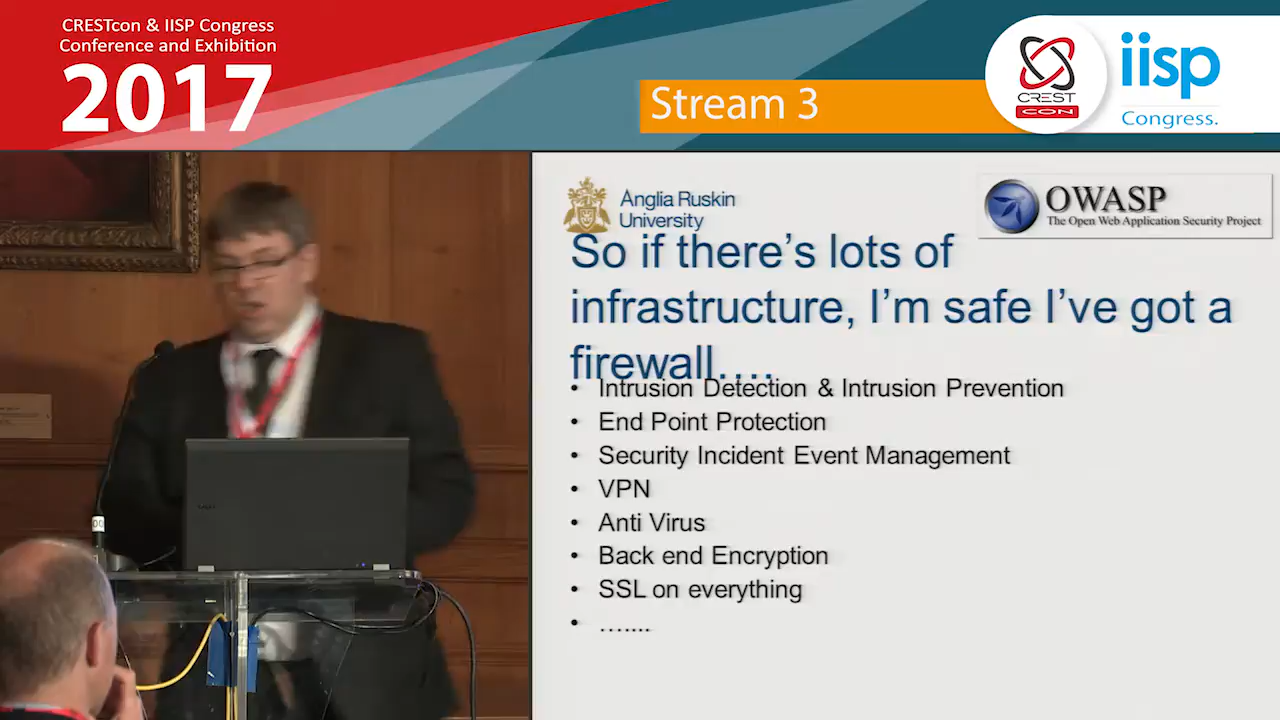 CRESTcon & IISP Congress
Conference and Exhibition
2017
Stream 3
CREST
CON
iisp
Congress.
Anglia Ruskin
University
OWASP
The Open Web Application Security Project
So if there's lots of
infrastructure, I'm safe I've got a
firewall….
• Intrusion Detection & Intrusion Prevention
• End Point Protection
• Security Incident Event Management
• VPN
• Anti Virus
• Back end Encryption
• SSL on everything
• …....